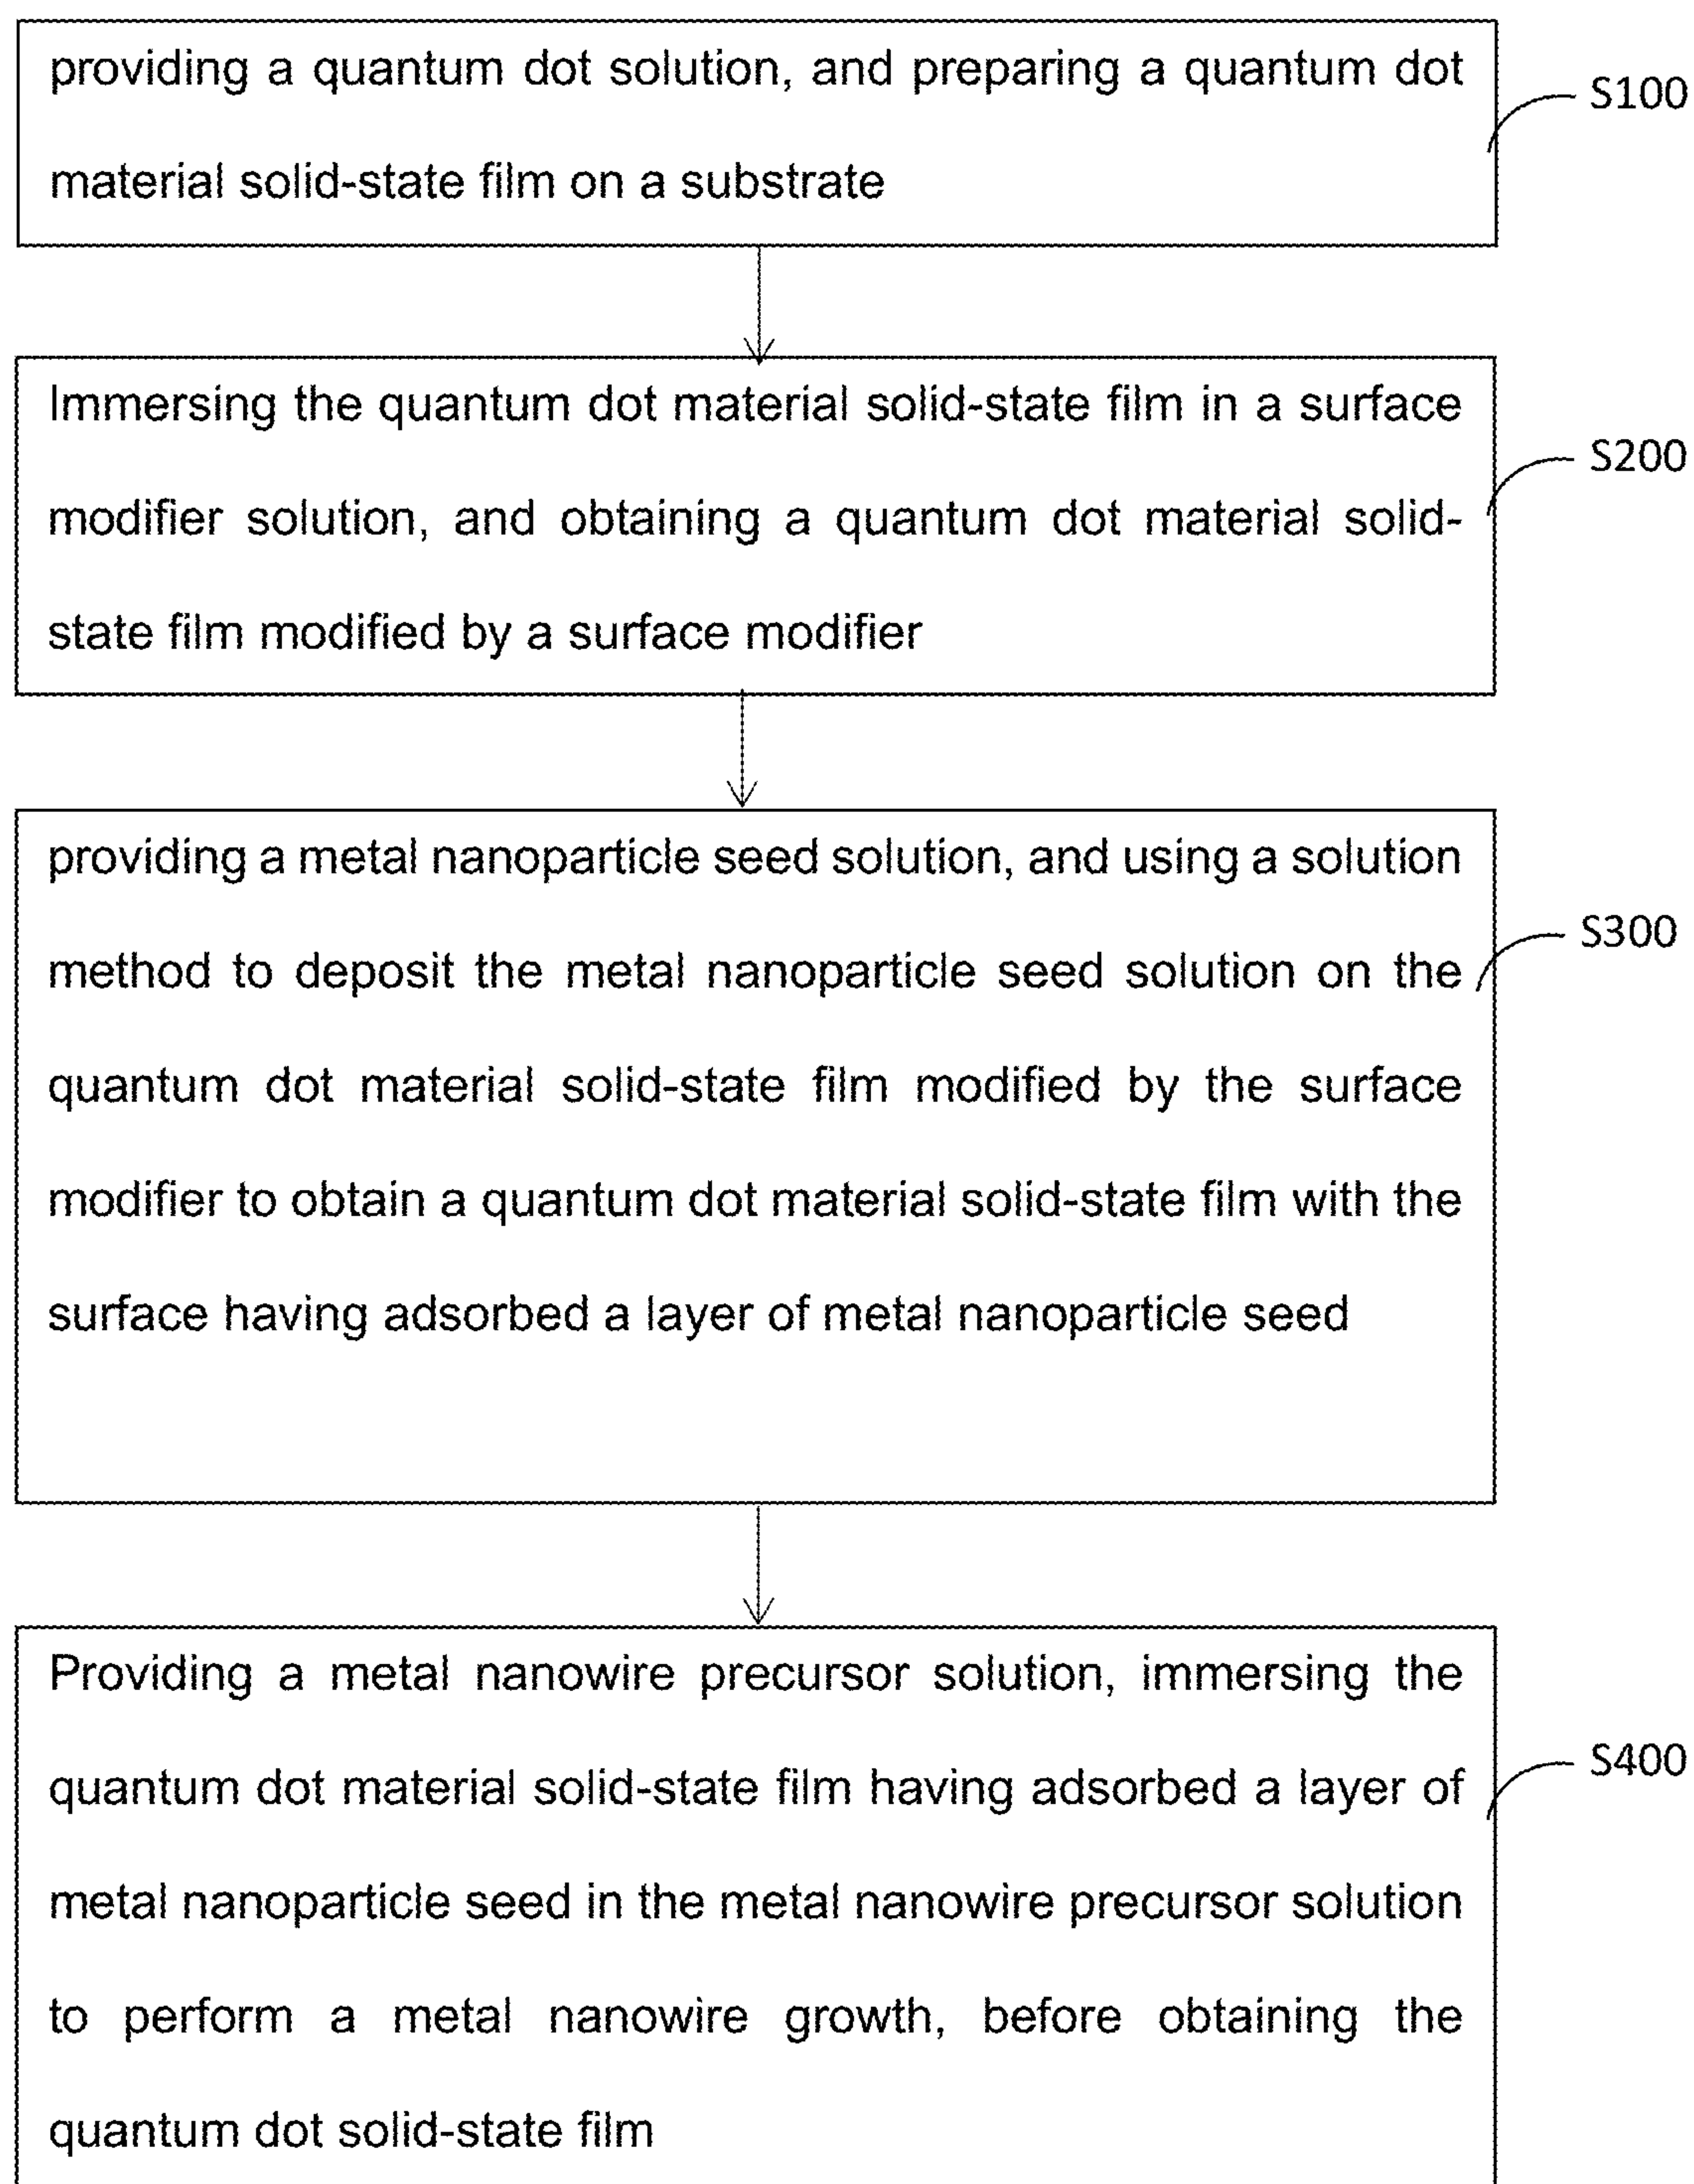 providing a quantum dot solution, and preparing a quantum dot
material solid-state film on a substrate
S100
Immersing the quantum dot material solid-state film in a surface
modifier solution, and obtaining a quantum dot material solid-
state film modified by a surface modifier
S200
providing a metal nanoparticle seed solution, and using a solution
method to deposit the metal nanoparticle seed solution on the
quantum dot material solid-state film modified by the surface
modifier to obtain a quantum dot material solid-state film with the
surface having adsorbed a layer of metal nanoparticle seed
S300
Providing a metal nanowire precursor solution, immersing the
quantum dot material solid-state film having adsorbed a layer of
metal nanoparticle seed in the metal nanowire precursor solution
to perform a metal nanowire growth, before obtaining the
quantum dot solid-state film
S400